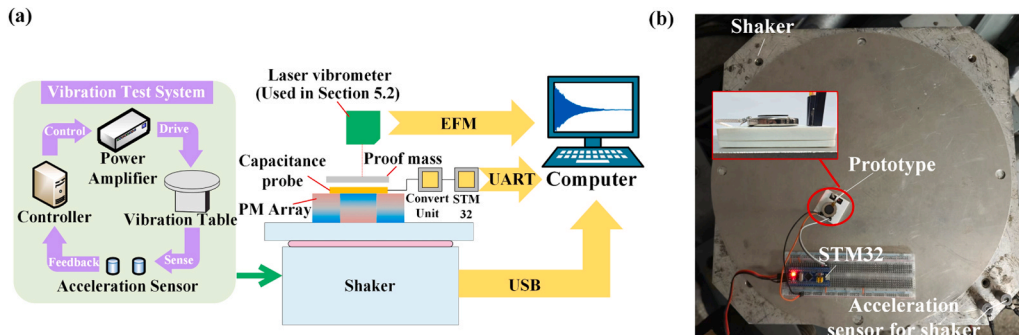 (a)
Vibration Test System
Control
Drive
Power
Amplifier
Controller
Vibration Table
Feedback
Sense
Acceleration Sensor
Laser vibrometer
(Used in Section 5.2)
EFM
Capacitance
probe
Proof mass
PM Array
Convert
Unit
STM
32
UART
Computer
Shaker
USB
(b)
Shaker
Prototype
STM32
Acceleration
sensor for shaker